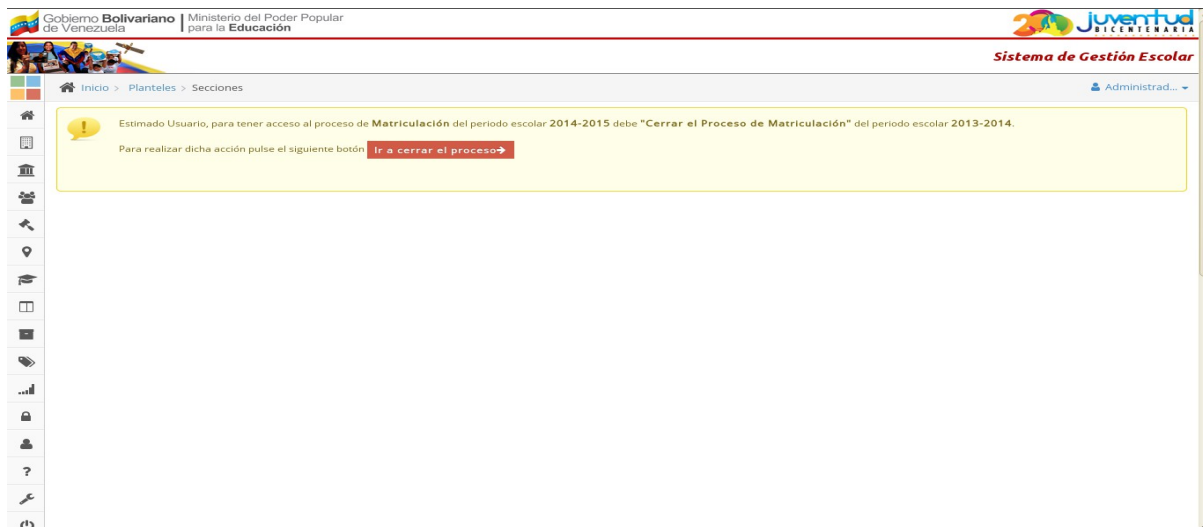 Gobierno Bolivariano
de Venezuela
Ministerio del Poder Popular
para la Educación
200 juventud
BICENTENARIA
Sistema de Gestión Escolar
Inicio > Planteles > Secciones
Administrad...
Estimado Usuario, para tener acceso al proceso de Matriculación del periodo escolar 2014-2015 debe "Cerrar el Proceso de Matriculación" del periodo escolar 2013-2014.
Para realizar dicha acción pulse el siguiente botón Ir a cerrar el proceso→